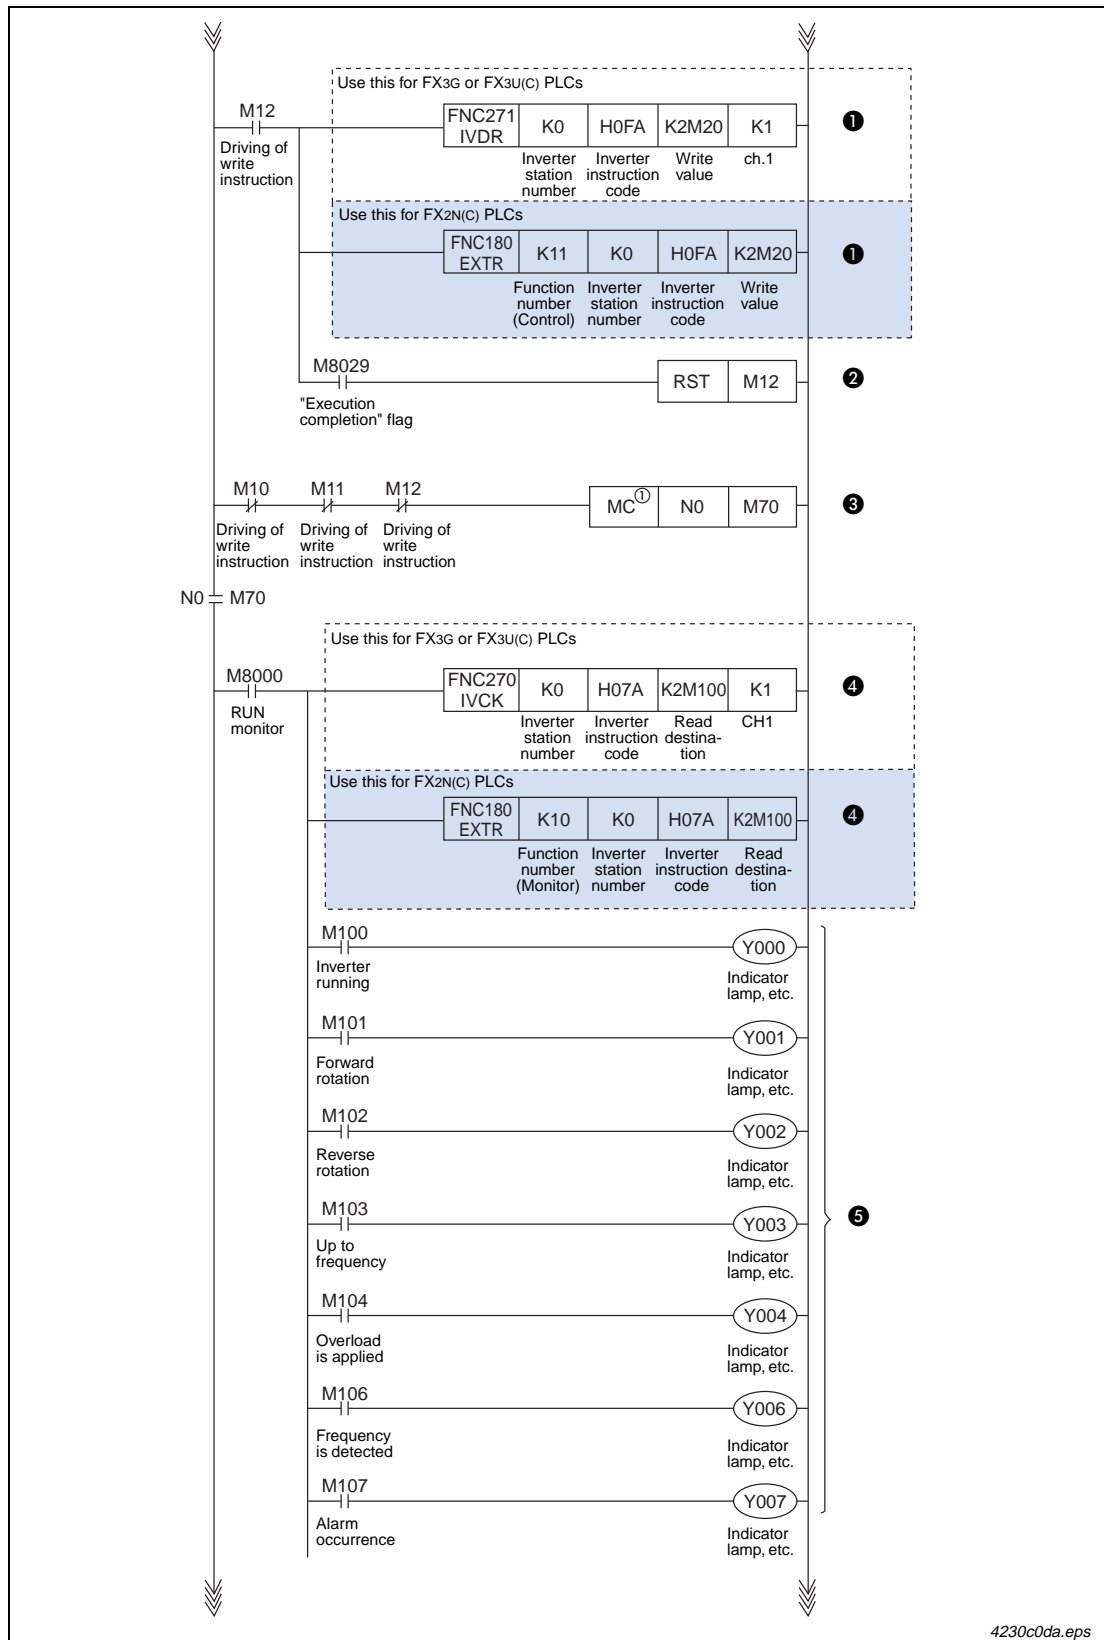 Use this for FX3G or FX3U(C) PLCs
M12
FNC271 IVDR K0 H0FA K2M20 K1 ❶
Driving of write instruction
Inverter station number
Inverter instruction code
Write value
ch.1
Use this for FX2N(C) PLCs
FNC180 EXTR K11 K0 H0FA K2M20 ❶
Function number (Control)
Inverter station number
Inverter instruction code
Write value
M8029
RST M12 ❷
"Execution completion" flag
M10 M11 M12
MC① N0 M70 ❸
Driving of write instruction
Driving of write instruction
Driving of write instruction
N0 M70
Use this for FX3G or FX3U(C) PLCs
M8000
FNC270 IVCK K0 H07A K2M100 K1 ❹
RUN monitor
Inverter station number
Inverter instruction code
Read destina-tion
CH1
Use this for FX2N(C) PLCs
FNC180 EXTR K10 K0 H07A K2M100 ❹
Function number (Monitor)
Inverter station number
Inverter instruction code
Read destina-tion
M100 Y000
Inverter running
Indicator lamp, etc.
M101 Y001
Forward rotation
Indicator lamp, etc.
M102 Y002
Reverse rotation
Indicator lamp, etc.
M103 Y003 ❺
Up to frequency
Indicator lamp, etc.
M104 Y004
Overload is applied
Indicator lamp, etc.
M106 Y006
Frequency is detected
Indicator lamp, etc.
M107 Y007
Alarm occurrence
Indicator lamp, etc.
4230c0da.eps